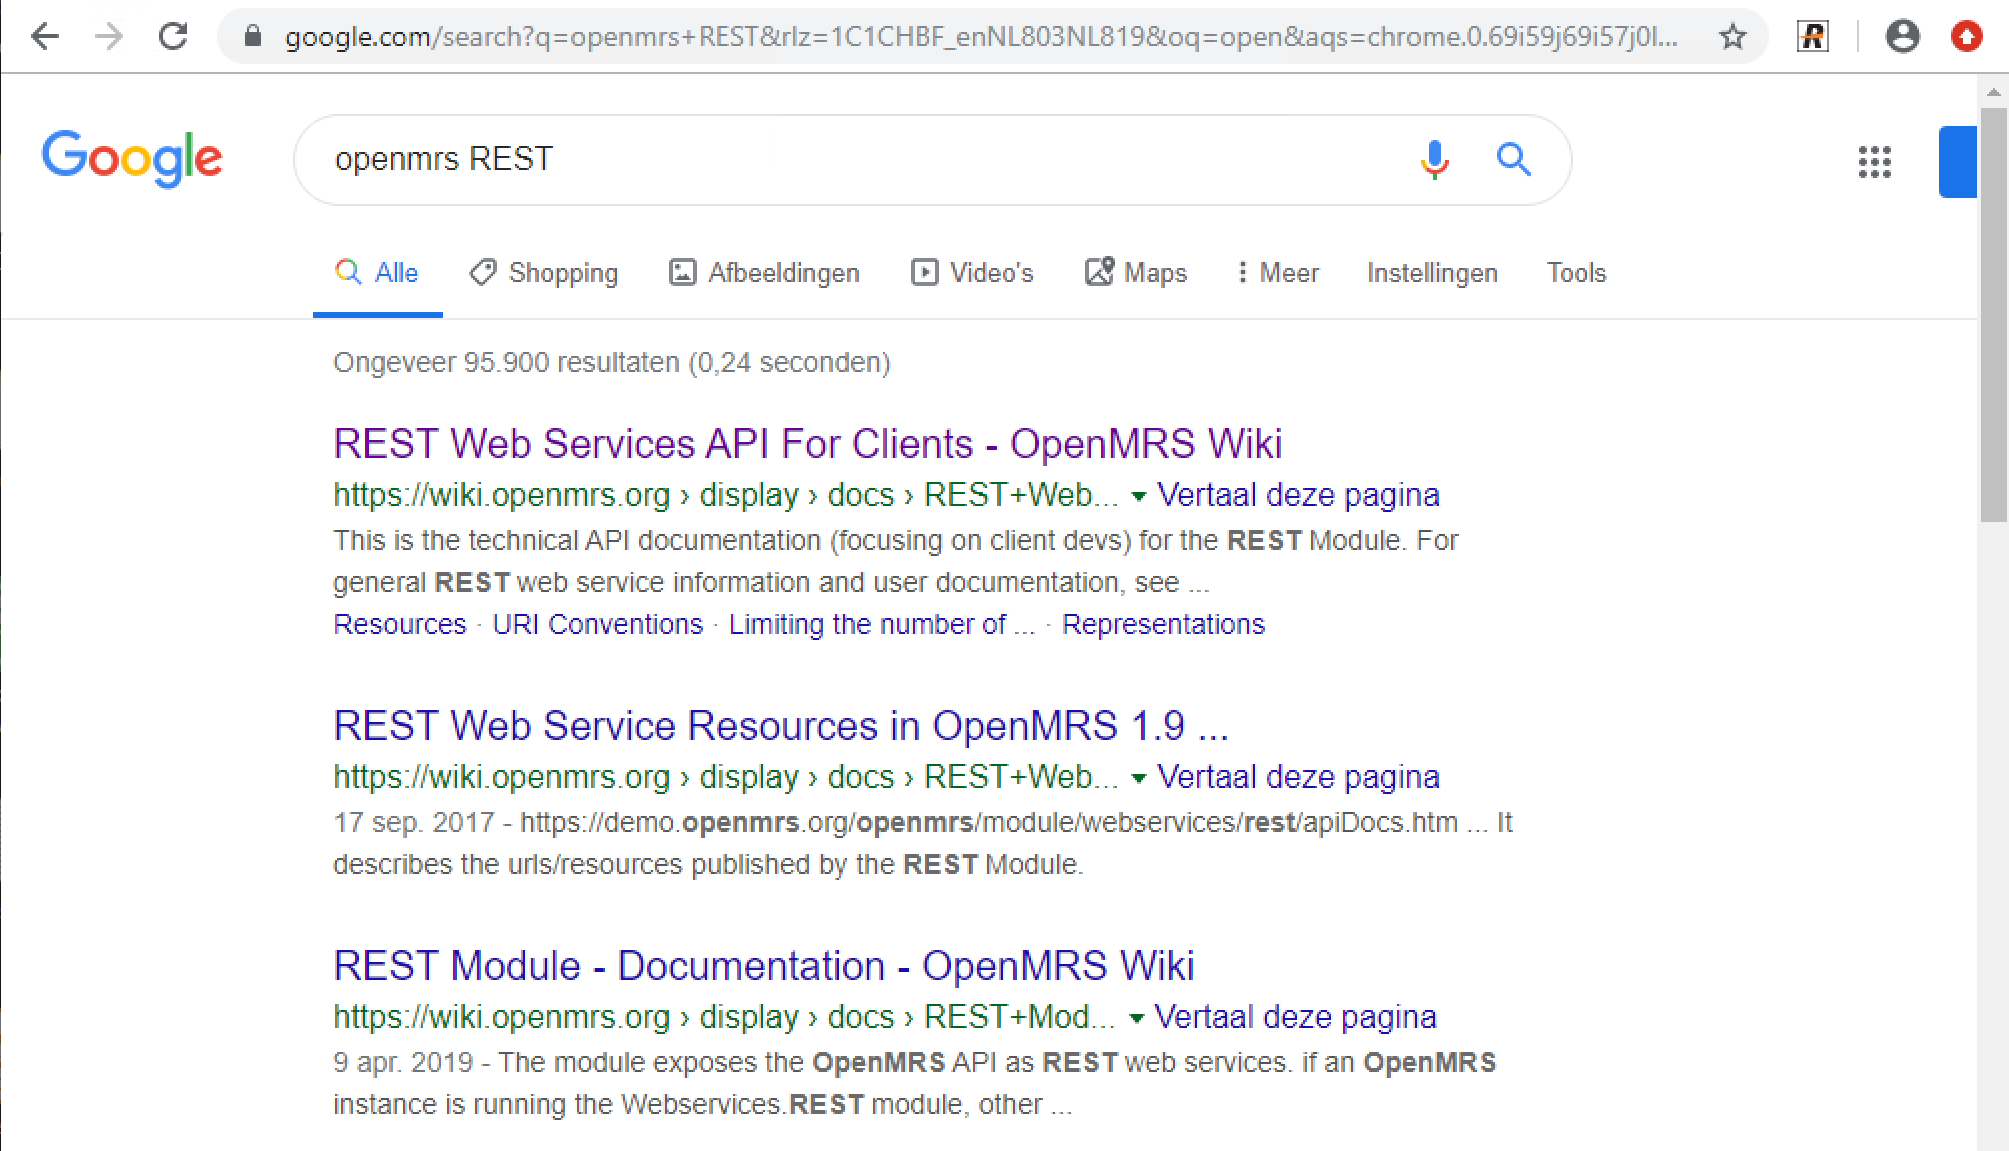 google.com/search?q=openmrs+REST&rlz=1C1CHBF_enNL803NL819&oq=open&aqs=chrome.0.69i59j69i57j0l...
Google
openmrs REST
Alle Shopping Afbeeldingen Video's Maps Meer Instellingen Tools
Ongeveer 95.900 resultaten (0,24 seconden)
REST Web Services API For Clients - OpenMRS Wiki
https://wiki.openmrs.org › display › docs › REST+Web... ▾ Vertaal deze pagina
This is the technical API documentation (focusing on client devs) for the REST Module. For
general REST web service information and user documentation, see ...
Resources · URI Conventions · Limiting the number of ... · Representations
REST Web Service Resources in OpenMRS 1.9 ...
https://wiki.openmrs.org › display › docs › REST+Web... ▾ Vertaal deze pagina
17 sep. 2017 - https://demo.openmrs.org/openmrs/module/webservices/rest/apiDocs.htm ... It
describes the urls/resources published by the REST Module.
REST Module - Documentation - OpenMRS Wiki
https://wiki.openmrs.org › display › docs › REST+Mod... ▾ Vertaal deze pagina
9 apr. 2019 - The module exposes the OpenMRS API as REST web services. if an OpenMRS
instance is running the Webservices.REST module, other ...